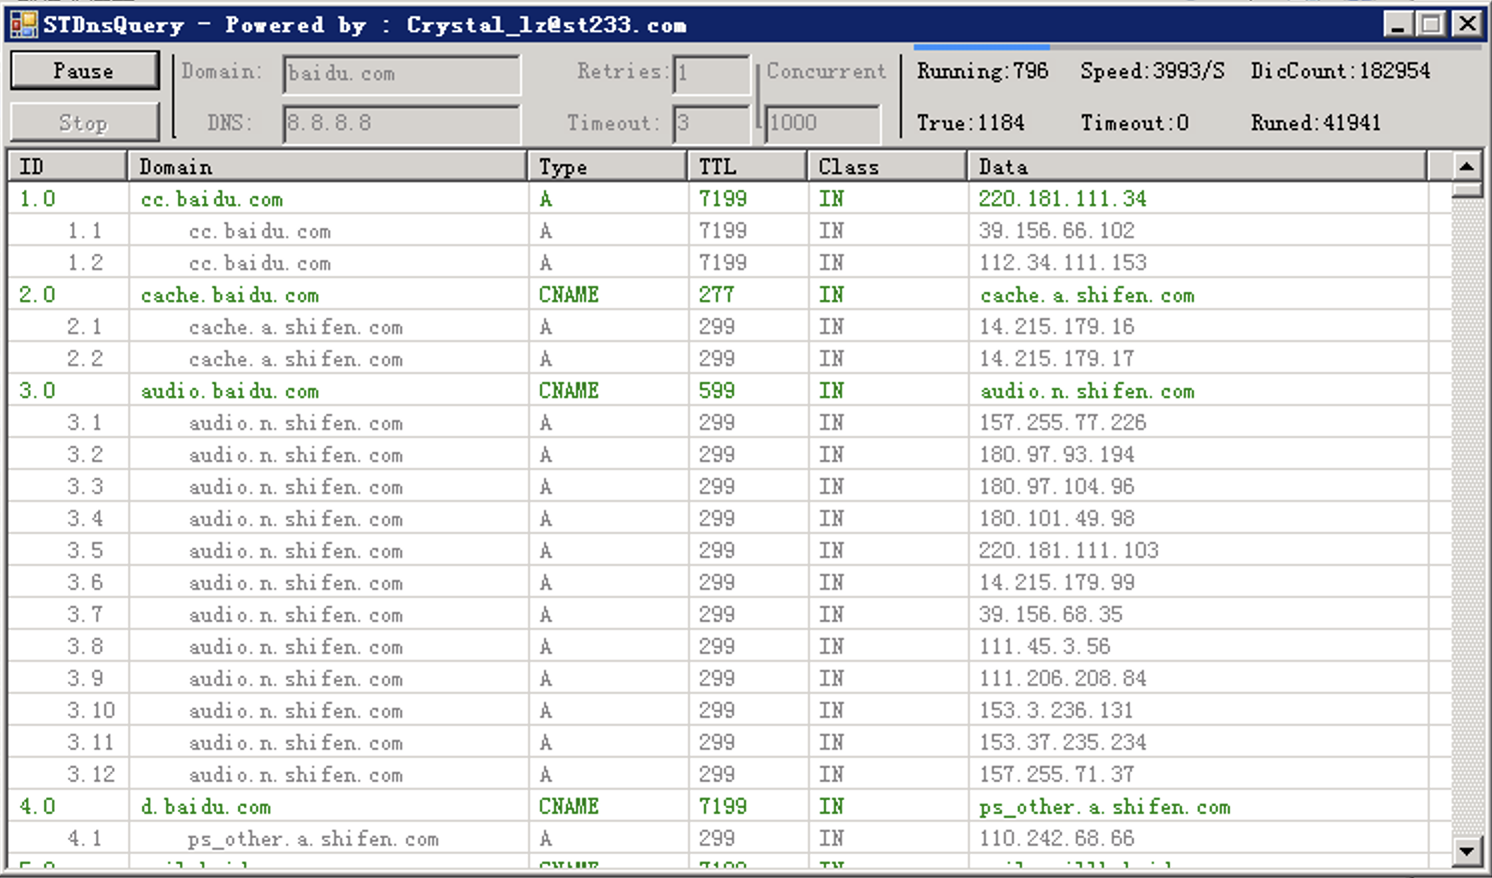 STDnsQuery - Powered by : Crystal_lz@st233.com
Pause Domain: baidu.com Retries: 1 Concurrent Running:796 Speed:3993/S DicCount:182954
Stop DNS: 8.8.8.8 Timeout: 3 1000 True:1184 Timeout:0 Runed:41941
ID Domain Type TTL Class Data
1.0 cc.baidu.com A 7199 IN 220.181.111.34
1.1 cc.baidu.com A 7199 IN 39.156.66.102
1.2 cc.baidu.com A 7199 IN 112.34.111.153
2.0 cache.baidu.com CNAME 277 IN cache.a.shifen.com
2.1 cache.a.shifen.com A 299 IN 14.215.179.16
2.2 cache.a.shifen.com A 299 IN 14.215.179.17
3.0 audio.baidu.com CNAME 599 IN audio.n.shifen.com
3.1 audio.n.shifen.com A 299 IN 157.255.77.226
3.2 audio.n.shifen.com A 299 IN 180.97.93.194
3.3 audio.n.shifen.com A 299 IN 180.97.104.96
3.4 audio.n.shifen.com A 299 IN 180.101.49.98
3.5 audio.n.shifen.com A 299 IN 220.181.111.103
3.6 audio.n.shifen.com A 299 IN 14.215.179.99
3.7 audio.n.shifen.com A 299 IN 39.156.68.35
3.8 audio.n.shifen.com A 299 IN 111.45.3.56
3.9 audio.n.shifen.com A 299 IN 111.206.208.84
3.10 audio.n.shifen.com A 299 IN 153.3.236.131
3.11 audio.n.shifen.com A 299 IN 153.37.235.234
3.12 audio.n.shifen.com A 299 IN 157.255.71.37
4.0 d.baidu.com CNAME 7199 IN ps_other.a.shifen.com
4.1 ps_other.a.shifen.com A 299 IN 110.242.68.66